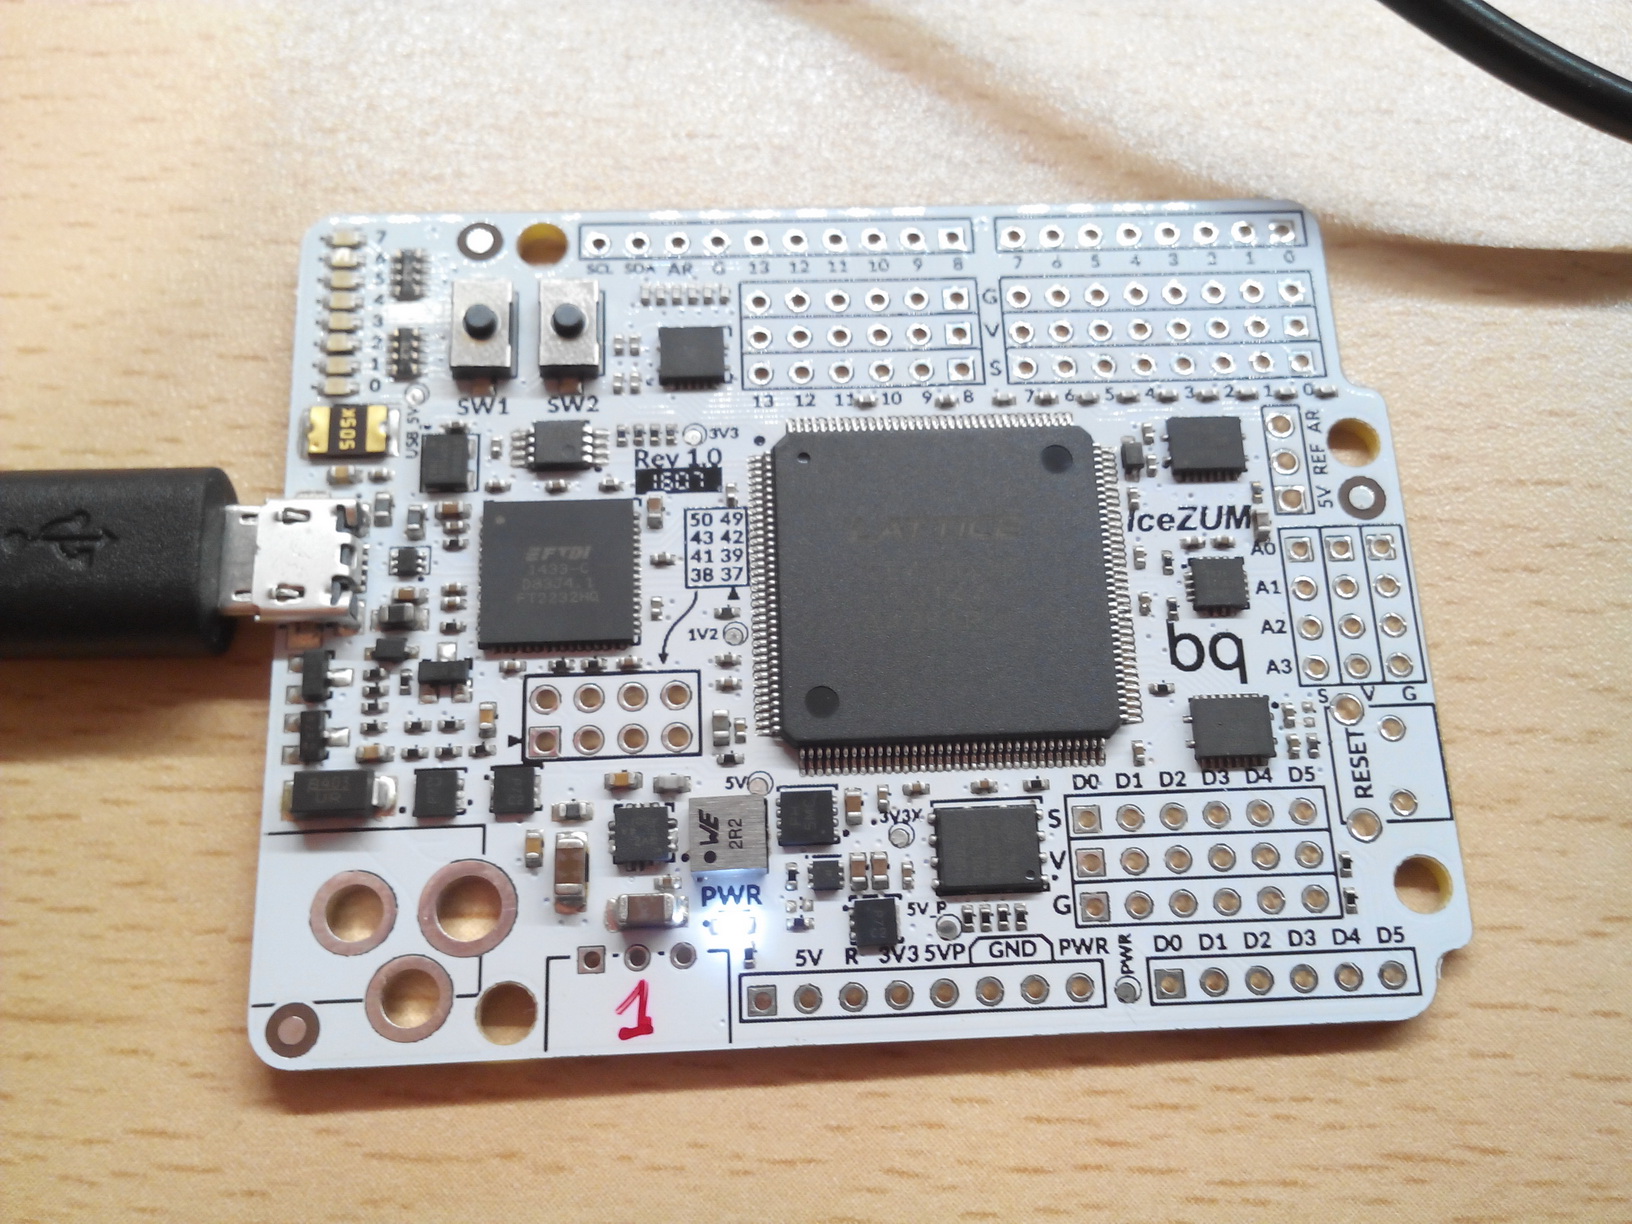 7
6
5
4
3
2
1
0
SCL SDA AR G 13 12 11 10 9 8
7 6 5 4 3 2 1 0
G
V
S
13 12 11 10 9 8
7 6 5 4 3 2 1 0
SW1 SW2
505K
USB_5V
3V3
Rev 1.0
1607
50 49
43 42
41 39
38 37
FTDI
FT2232HQ
1V2
LATTICE
AR
REF
5V
IceZUM
bq
A0
A1
A2
A3
S V G
RESET
5V
WE
2R2
PWR
3V3X
5V_P
D0 D1 D2 D3 D4 D5
S
V
G
5V R 3V3 5VP GND PWR
PWR
D0 D1 D2 D3 D4 D5
1